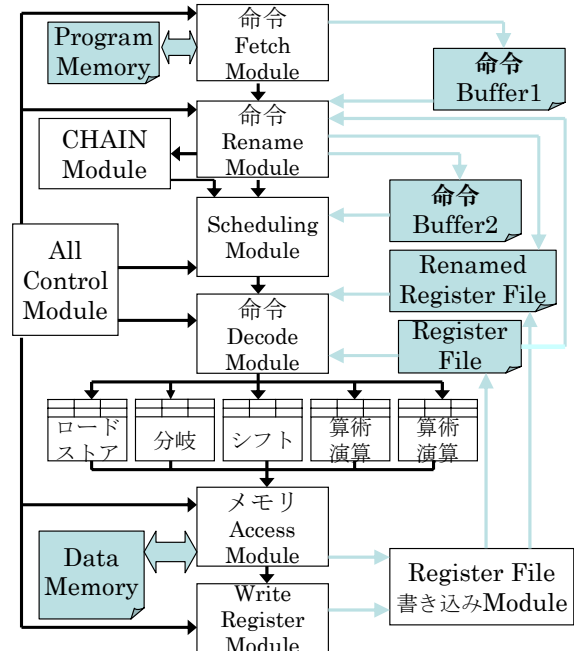 命令
Fetch
Module
Program
Memory
命令
Buffer1
命令
Rename
Module
CHAIN
Module
命令
Buffer2
Scheduling
Module
All
Control
Module
Renamed
Register File
命令
Decode
Module
Register
File
ロード
ストア
分岐
シフト
算術
演算
算術
演算
メモリ
Access
Module
Data
Memory
Register File
書き込みModule
Write
Register
Module